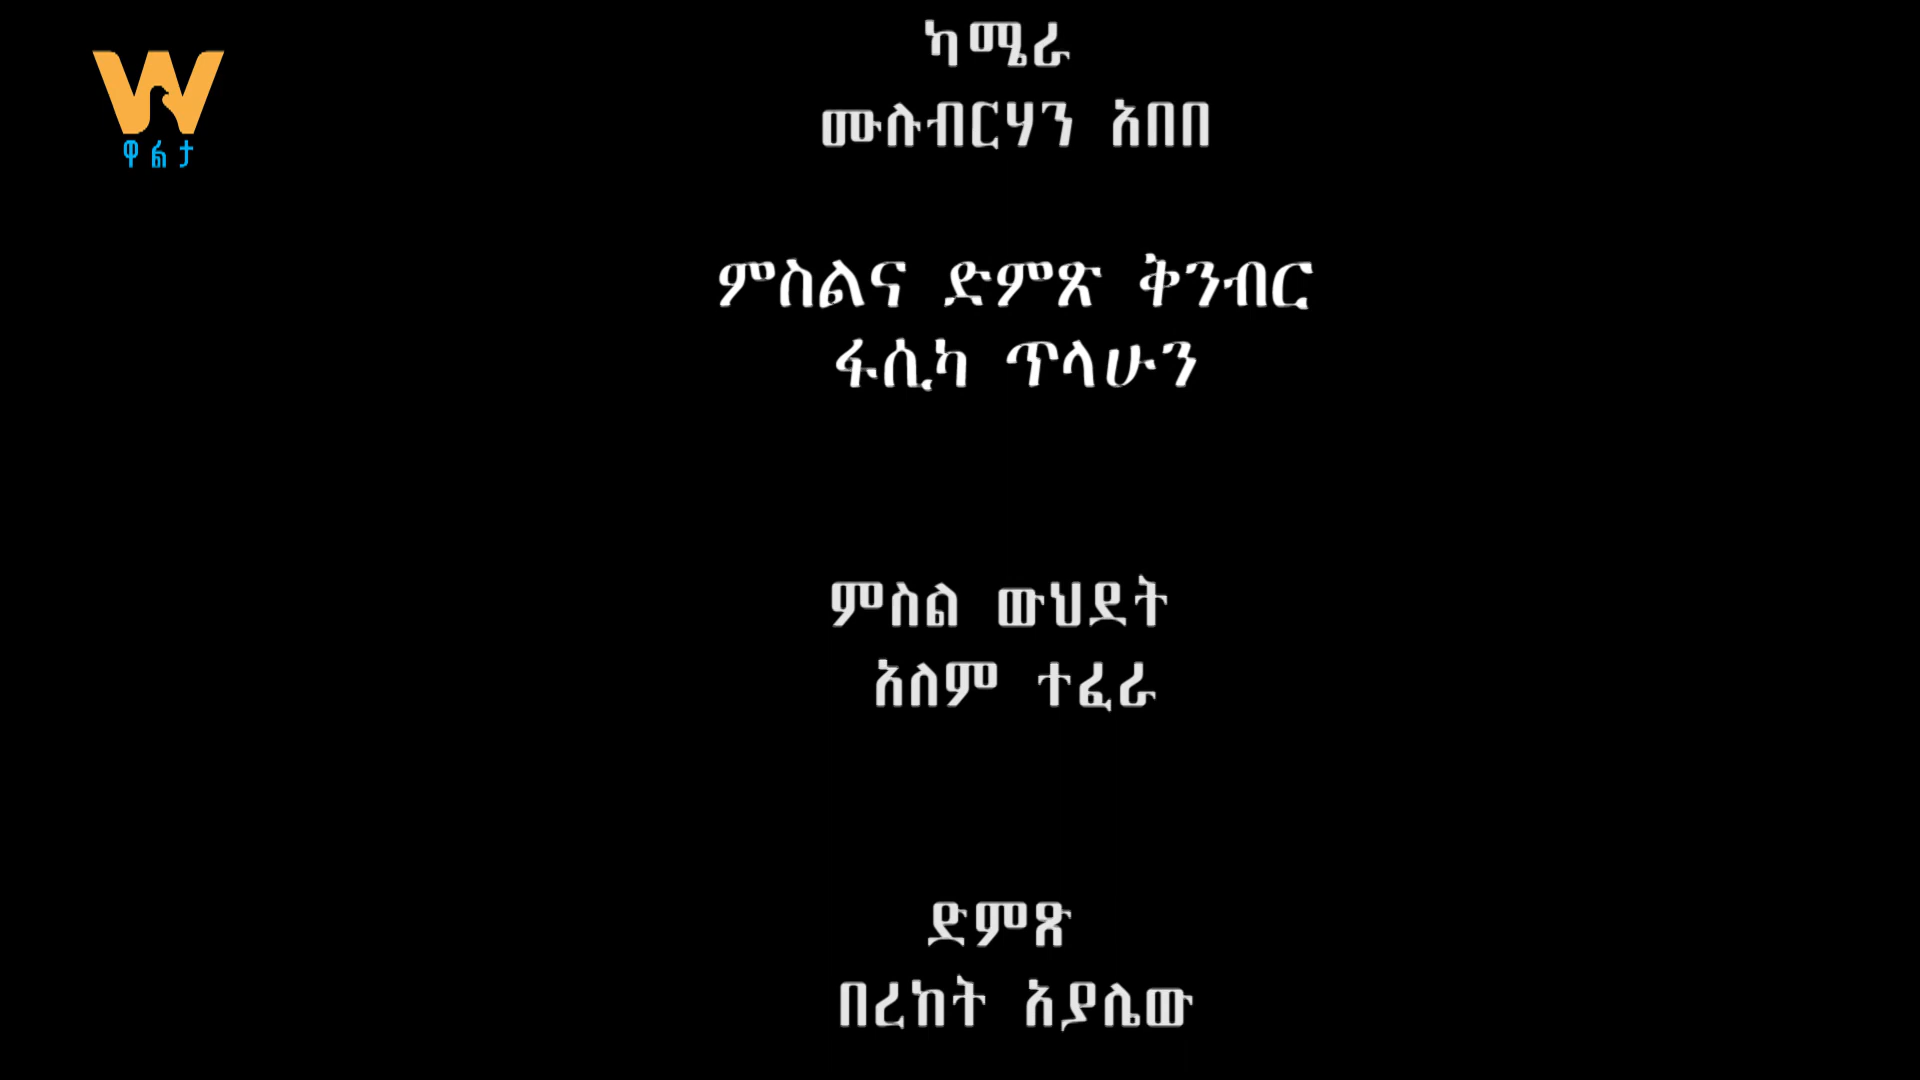 ዋልታ
ካሜራ
ሙሉብርሃን አበበ
ምስልና ድምጽ ቅንብር
ፋሲካ ጥላሁን
ምስል ውህደት
አለም ተፈራ
ድምጽ
በረከት አያሌው